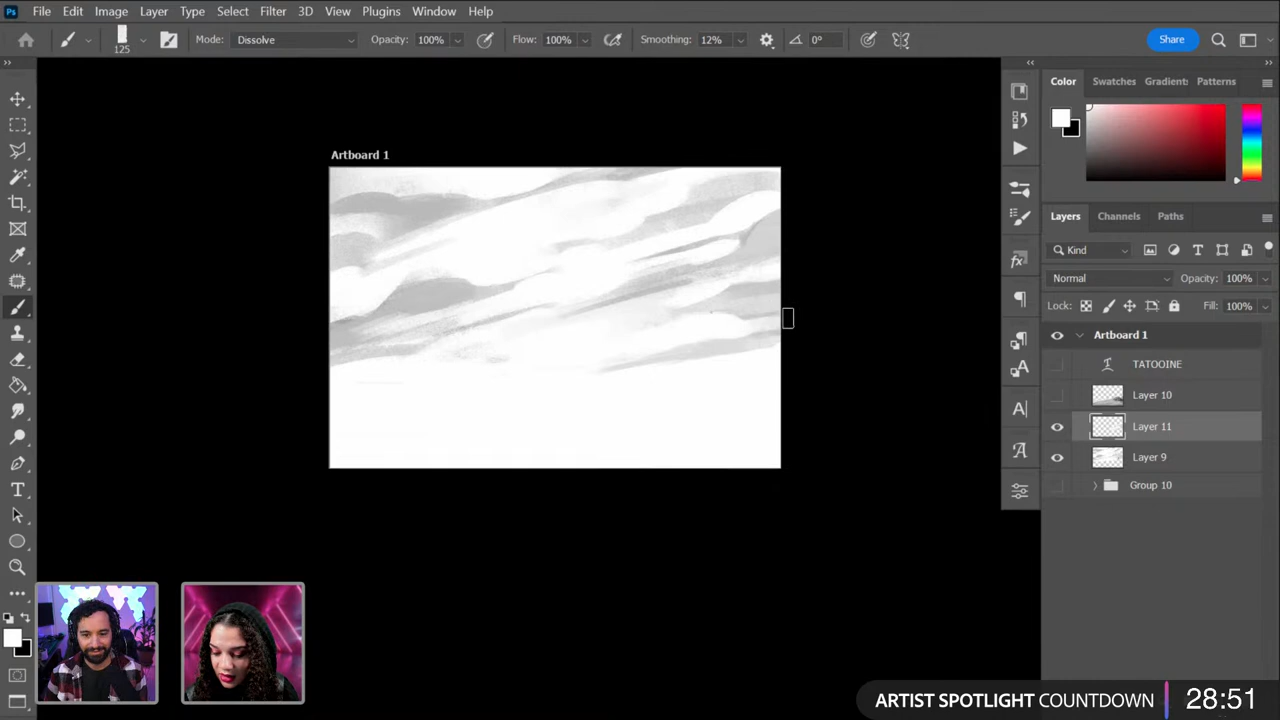 Ps File Edit Image Layer Type Select Filter 3D View Plugins Window Help
125 Mode: Dissolve Opacity: 100% Flow: 100% Smoothing: 12% 0° Share
Artboard 1
Color Swatches Gradient: Patterns
Layers Channels Paths
Kind
Normal Opacity: 100%
Lock: Fill: 100%
Artboard 1
TATOOINE
Layer 10
Layer 11
Layer 9
Group 10
ARTIST SPOTLIGHT COUNTDOWN 28:51